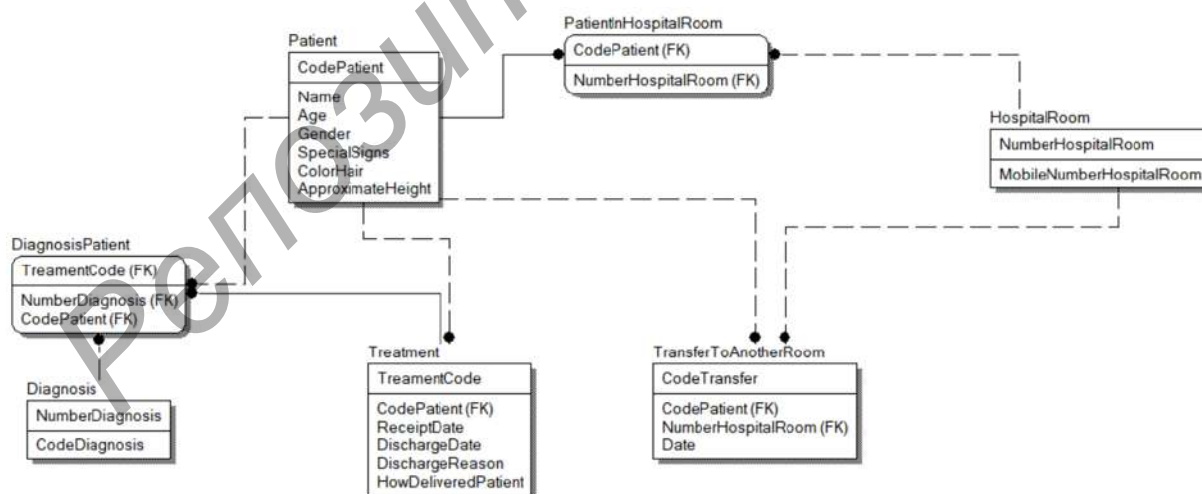 PatientInHospitalRoom
CodePatient (FK)
NumberHospitalRoom (FK)
Patient
CodePatient
Name
Age
Gender
SpecialSigns
ColorHair
ApproximateHeight
HospitalRoom
NumberHospitalRoom
MobileNumberHospitalRoom
DiagnosisPatient
TreamentCode (FK)
NumberDiagnosis (FK)
CodePatient (FK)
Diagnosis
NumberDiagnosis
CodeDiagnosis
Treatment
TreamentCode
CodePatient (FK)
ReceiptDate
DischargeDate
DischargeReason
HowDeliveredPatient
TransferToAnotherRoom
CodeTransfer
CodePatient (FK)
NumberHospitalRoom (FK)
Date